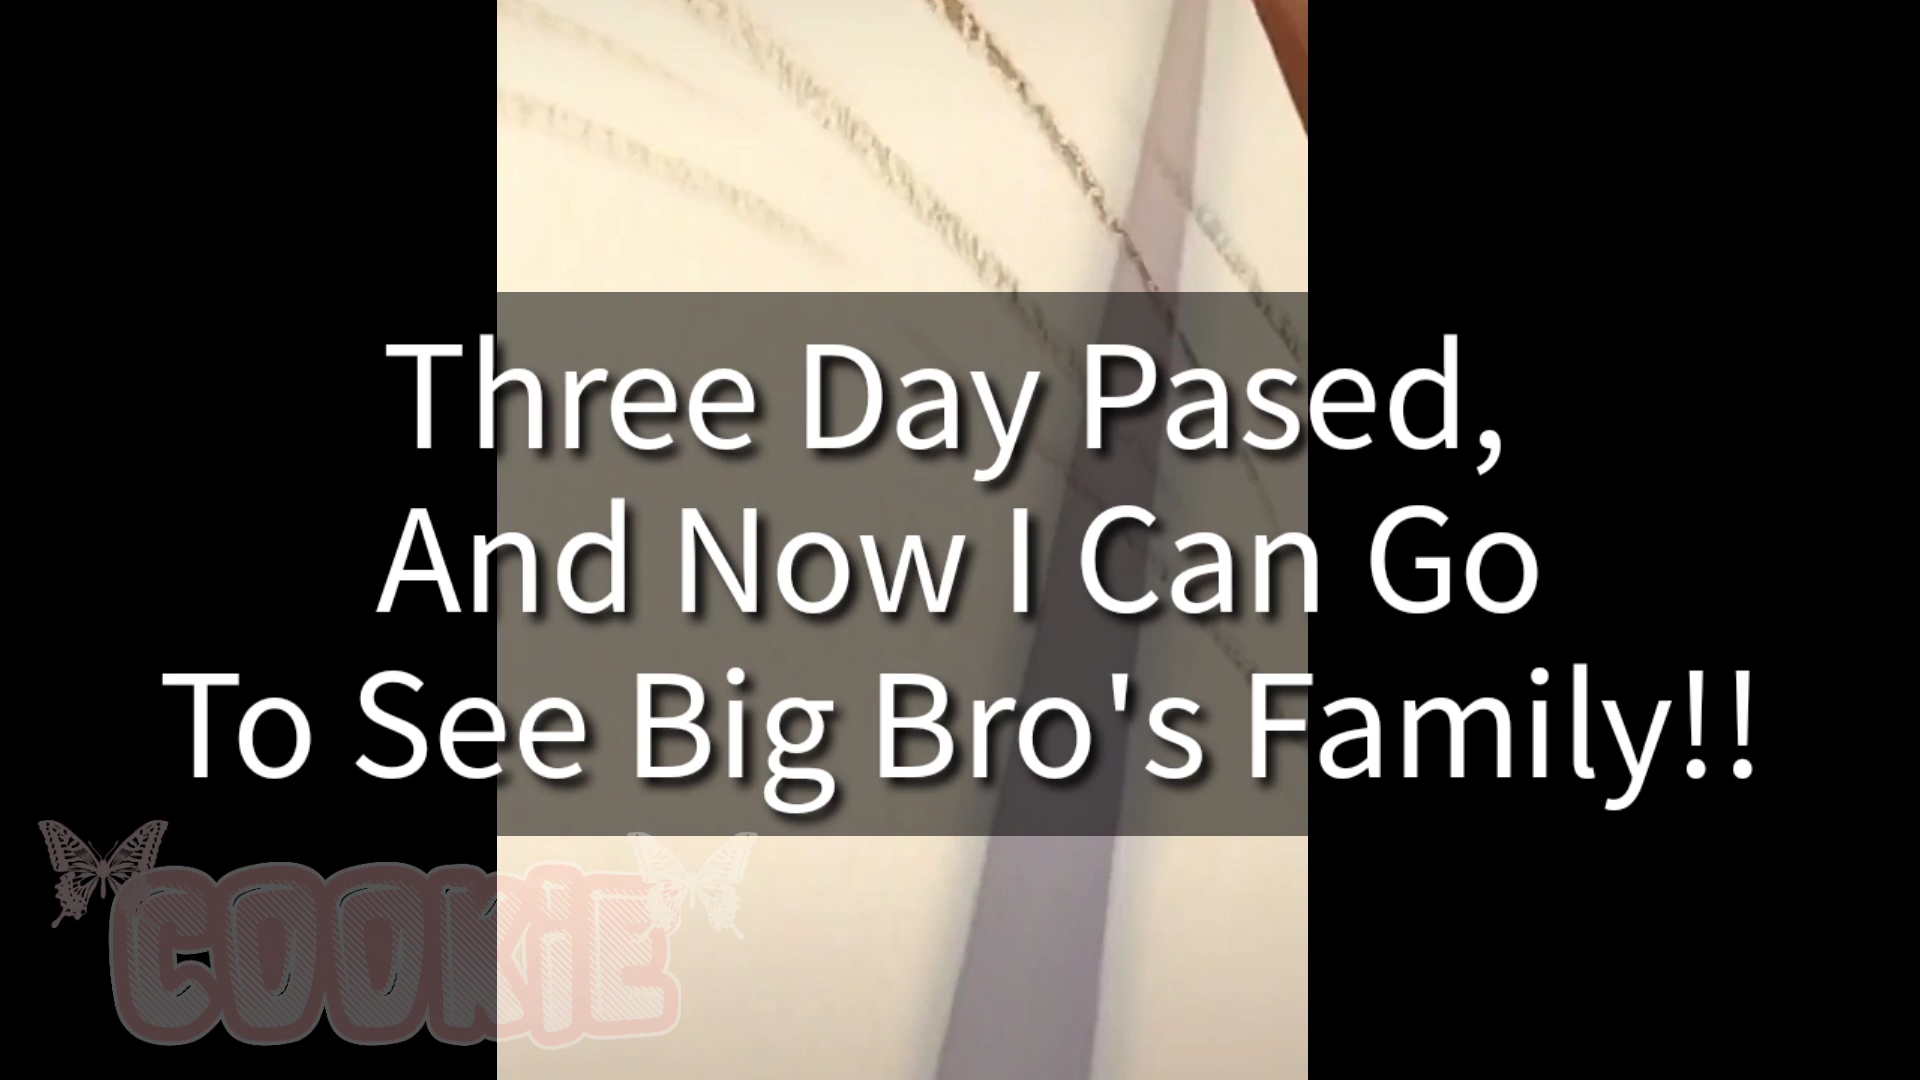 Three Day Pased,
And Now I Can Go
To See Big Bro's Family!!
COOKiE